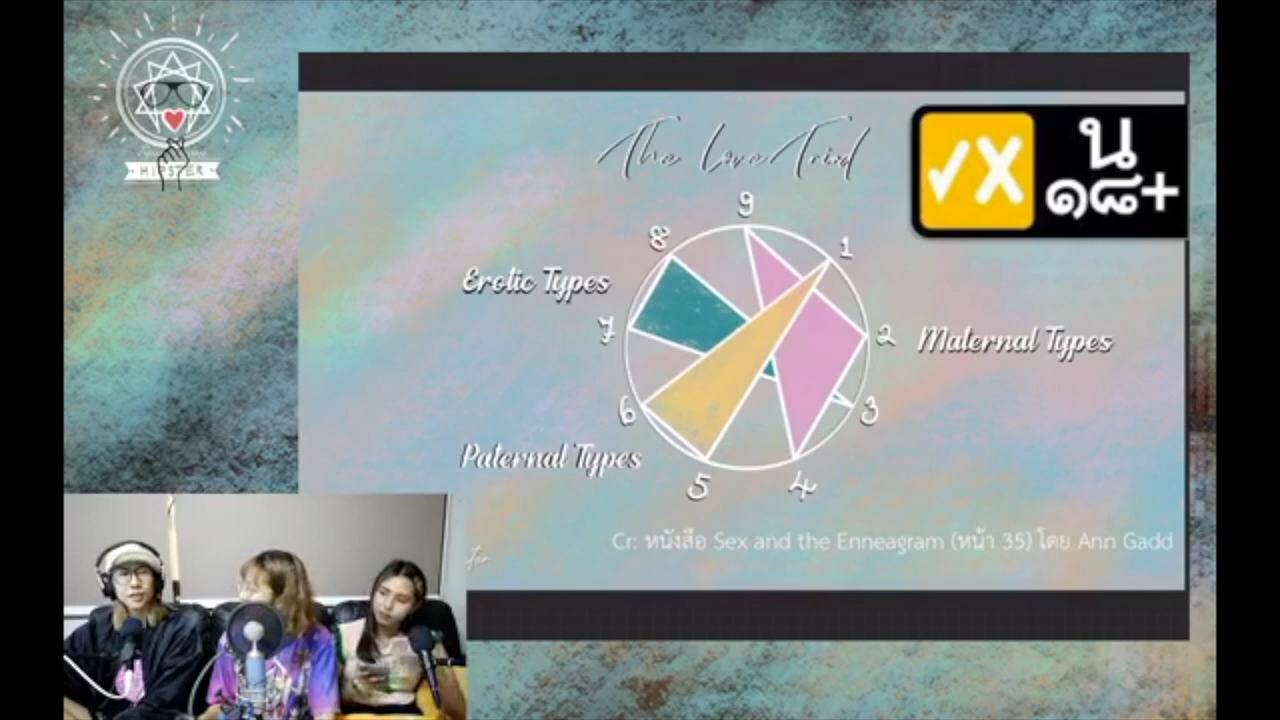 HIPSTER
The Love Triad
น
๑๘+
9
8
1
Erotic Types
7
2
Maternal Types
6
3
Paternal Types
5
4
Cr: หนังสือ Sex and the Enneagram (หน้า 35) โดย Ann Gadd